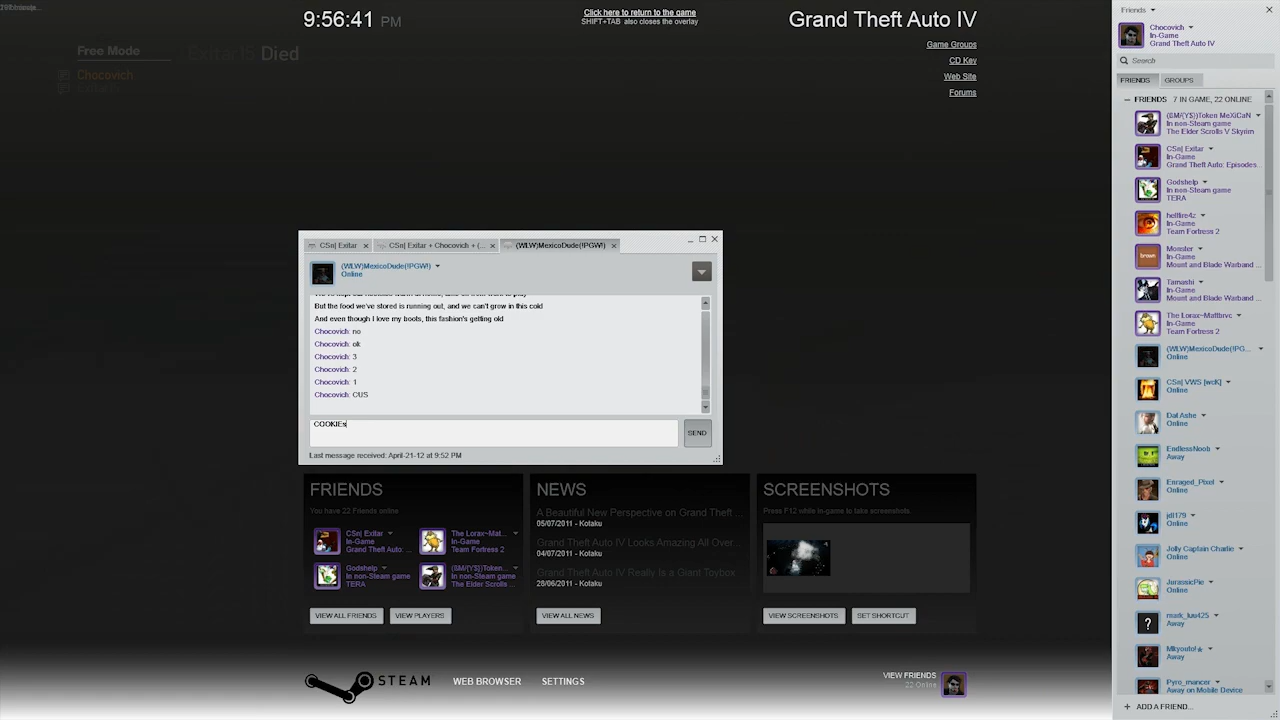 9:56:41 PM
Click here to return to the game
SHIFT+TAB also closes the overlay
Grand Theft Auto IV
Game Groups
CD Key
Web Site
Forums
Free Mode
Exitar15 Died
Chocovich
CSn| Exitar
CSn| Exitar + Chocovich + (...
(WLW)MexicoDude(!PGW!)
(WLW)MexicoDude(!PGW!)
Online
But the food we've stored is running out, and we can't grow in this cold
And even though I love my boots, this fashion's getting old
Chocovich: no
Chocovich: ok
Chocovich: 3
Chocovich: 2
Chocovich: 1
Chocovich: CUS
COOKIEs
SEND
Last message received: April-21-12 at 9:52 PM
FRIENDS
You have 22 Friends online
CSn| Exitar
In-Game
Grand Theft Auto: ...
The Lorax~Mat...
In-Game
Team Fortress 2
Godshelp
In non-Steam game
TERA
(SM/(YS))Token...
In non-Steam game
The Elder Scrolls...
VIEW ALL FRIENDS
VIEW PLAYERS
NEWS
A Beautiful New Perspective on Grand Theft ...
05/07/2011 - Kotaku
Grand Theft Auto IV Looks Amazing All Over...
04/07/2011 - Kotaku
Grand Theft Auto IV Really Is a Giant Toybox
28/06/2011 - Kotaku
VIEW ALL NEWS
SCREENSHOTS
Press F12 while in-game to take screenshots.
VIEW SCREENSHOTS
SET SHORTCUT
STEAM
WEB BROWSER
SETTINGS
VIEW FRIENDS
22 Online
Friends
Chocovich
In-Game
Grand Theft Auto IV
Search
FRIENDS
GROUPS
FRIENDS 7 IN GAME, 22 ONLINE
(SM/(YS))Token MeXiCaN
In non-Steam game
The Elder Scrolls V Skyrim
CSn| Exitar
In-Game
Grand Theft Auto: Episodes...
Godshelp
In non-Steam game
TERA
hellfire4z
In-Game
Team Fortress 2
Monster
In-Game
Mount and Blade Warband
Tamashi
In-Game
Mount and Blade Warband ...
The Lorax~Mattbrvc
In-Game
Team Fortress 2
(WLW)MexicoDude(!PG...
Online
CSn| VWS [wcK]
Online
Dat Ashe
Online
EndlessNoob
Away
Enraged_Pixel
Online
jdl179
Online
Jolly Captain Charlie
Online
JurassicPie
Online
mark_luu425
Away
Mityouto!
Away
Pyro_mancer
Away on Mobile Device
ADD A FRIEND...